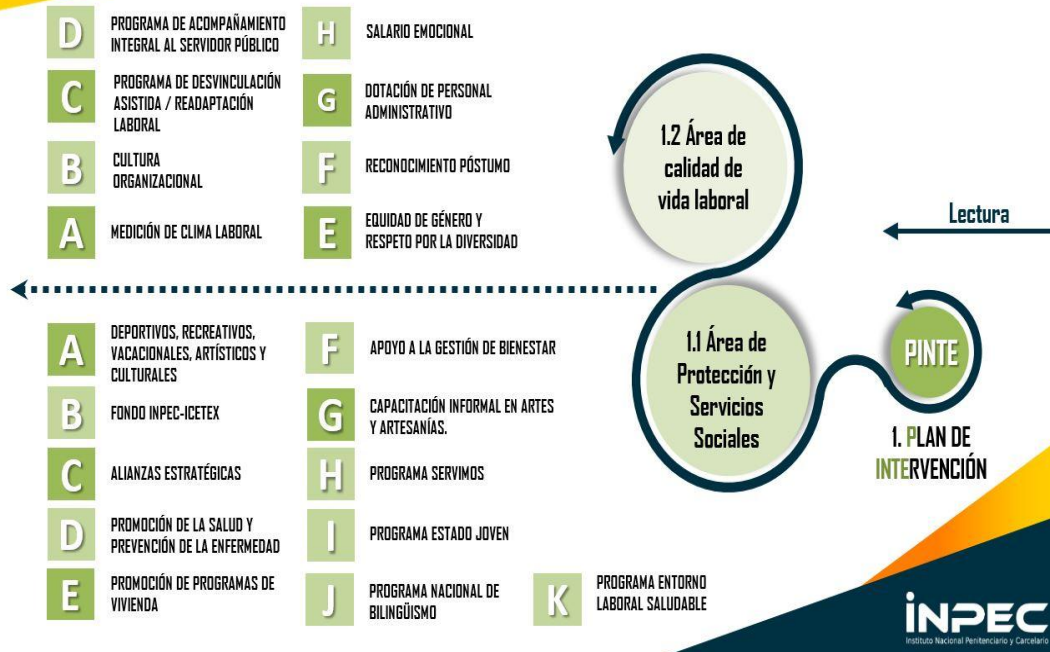 D
PROGRAMA DE ACOMPAÑAMIENTO
INTEGRAL AL SERVIDOR PÚBLICO
C
PROGRAMA DE DESVINCULACIÓN
ASISTIDA / READAPTACIÓN
LABORAL
B
CULTURA
ORGANIZACIONAL
A
MEDICIÓN DE CLIMA LABORAL
H
SALARIO EMOCIONAL
G
DOTACIÓN DE PERSONAL
ADMINISTRATIVO
F
RECONOCIMIENTO PÓSTUMO
E
EQUIDAD DE GÉNERO Y
RESPETO POR LA DIVERSIDAD
1.2 Área de
calidad de
vida laboral
Lectura
A
DEPORTIVOS, RECREATIVOS,
VACACIONALES, ARTÍSTICOS Y
CULTURALES
B
FONDO INPEC-ICETEX
C
ALIANZAS ESTRATÉGICAS
D
PROMOCIÓN DE LA SALUD Y
PREVENCIÓN DE LA ENFERMEDAD
E
PROMOCIÓN DE PROGRAMAS DE
VIVIENDA
F
APOYO A LA GESTIÓN DE BIENESTAR
G
CAPACITACIÓN INFORMAL EN ARTES
Y ARTESANÍAS.
H
PROGRAMA SERVIMOS
I
PROGRAMA ESTADO JOVEN
J
PROGRAMA NACIONAL DE
BILINGÜISMO
K
PROGRAMA ENTORNO
LABORAL SALUDABLE
1.1 Área de
Protección y
Servicios
Sociales
PINTE
1. PLAN DE
INTERVENCIÓN
INPEC
Instituto Nacional Penitenciario y Carcelario